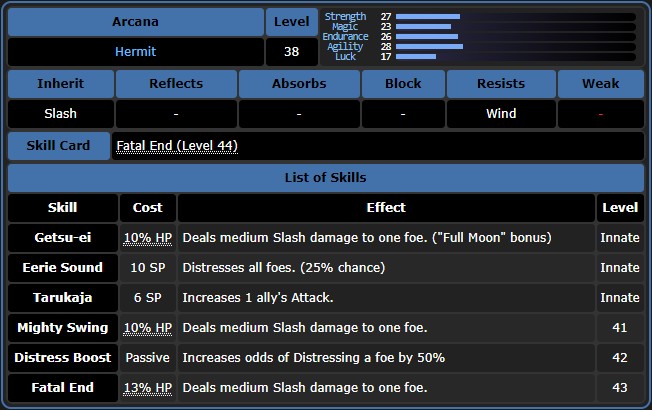 Arcana Level
Hermit 38
Strength 27
Magic 23
Endurance 26
Agility 28
Luck 17
Inherit Reflects Absorbs Block Resists Weak
Slash - - - Wind -
Skill Card Fatal End (Level 44)
List of Skills
Skill Cost Effect Level
Getsu-ei 10% HP Deals medium Slash damage to one foe. ("Full Moon" bonus) Innate
Eerie Sound 10 SP Distresses all foes. (25% chance) Innate
Tarukaja 6 SP Increases 1 ally's Attack. Innate
Mighty Swing 10% HP Deals medium Slash damage to one foe. 41
Distress Boost Passive Increases odds of Distressing a foe by 50% 42
Fatal End 13% HP Deals medium Slash damage to one foe. 43